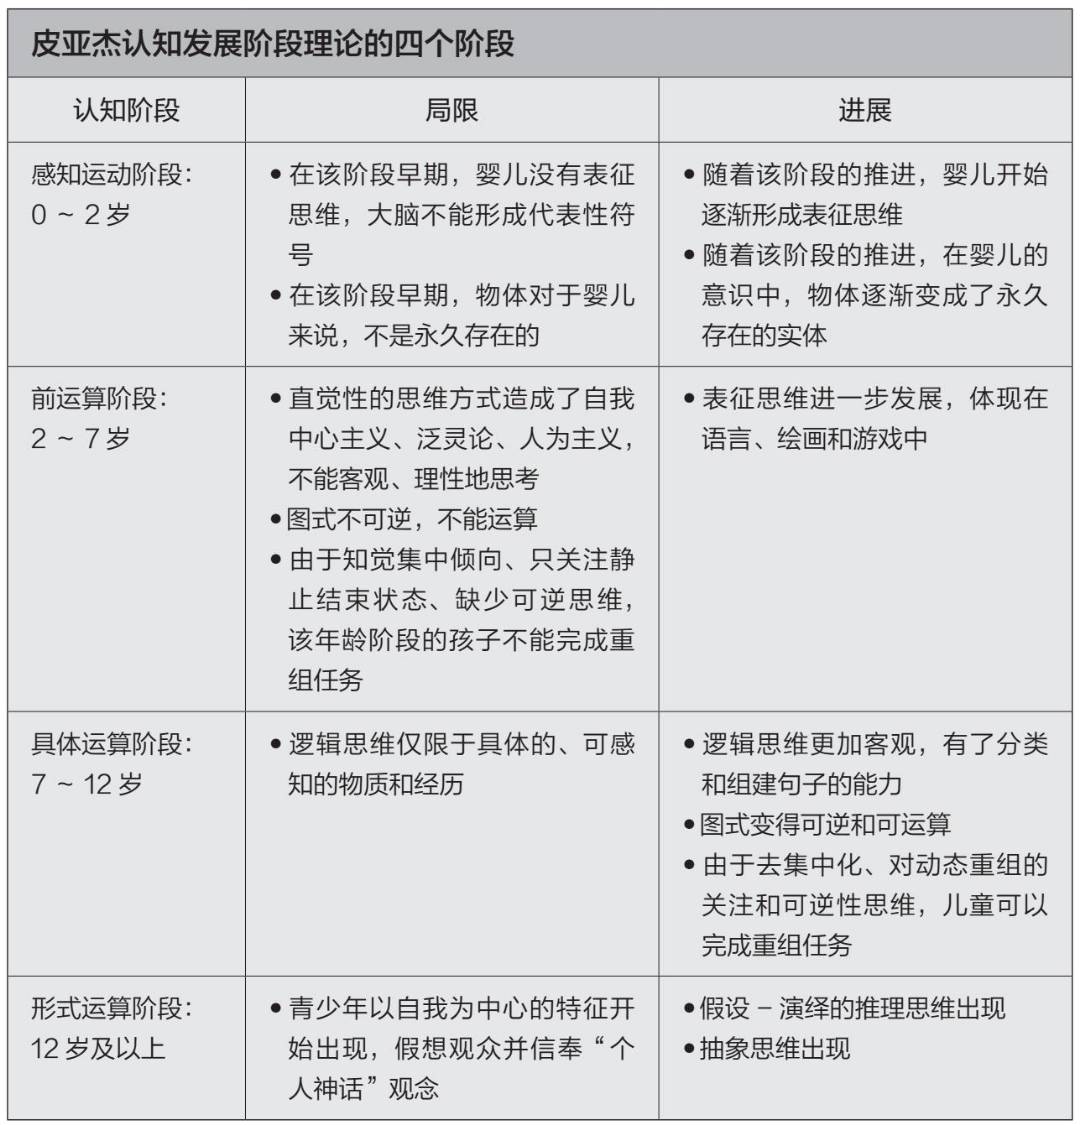 皮亚杰认知发展阶段理论的四个阶段
认知阶段
局限
进展
感知运动阶段：
0 ~ 2 岁
• 在该阶段早期，婴儿没有表征
思维，大脑不能形成代表性符
号
• 在该阶段早期，物体对于婴儿
来说，不是永久存在的
• 随着该阶段的推进，婴儿开始
逐渐形成表征思维
• 随着该阶段的推进，在婴儿的
意识中，物体逐渐变成了永久
存在的实体
前运算阶段：
2 ~ 7 岁
• 直觉性的思维方式造成了自我
中心主义、泛灵论、人为主义，
不能客观、理性地思考
• 图式不可逆，不能运算
• 由于知觉集中倾向、只关注静
止结束状态、缺少可逆思维，
该年龄阶段的孩子不能完成重
组任务
• 表征思维进一步发展，体现在
语言、绘画和游戏中
具体运算阶段：
7 ~ 12 岁
• 逻辑思维仅限于具体的、可感
知的物质和经历
• 逻辑思维更加客观，有了分类
和组建句子的能力
• 图式变得可逆和可运算
• 由于去集中化、对动态重组的
关注和可逆性思维，儿童可以
完成重组任务
形式运算阶段：
12 岁及以上
• 青少年以自我为中心的特征开
始出现，假想观众并信奉“个
人神话”观念
• 假设 – 演绎的推理思维出现
• 抽象思维出现